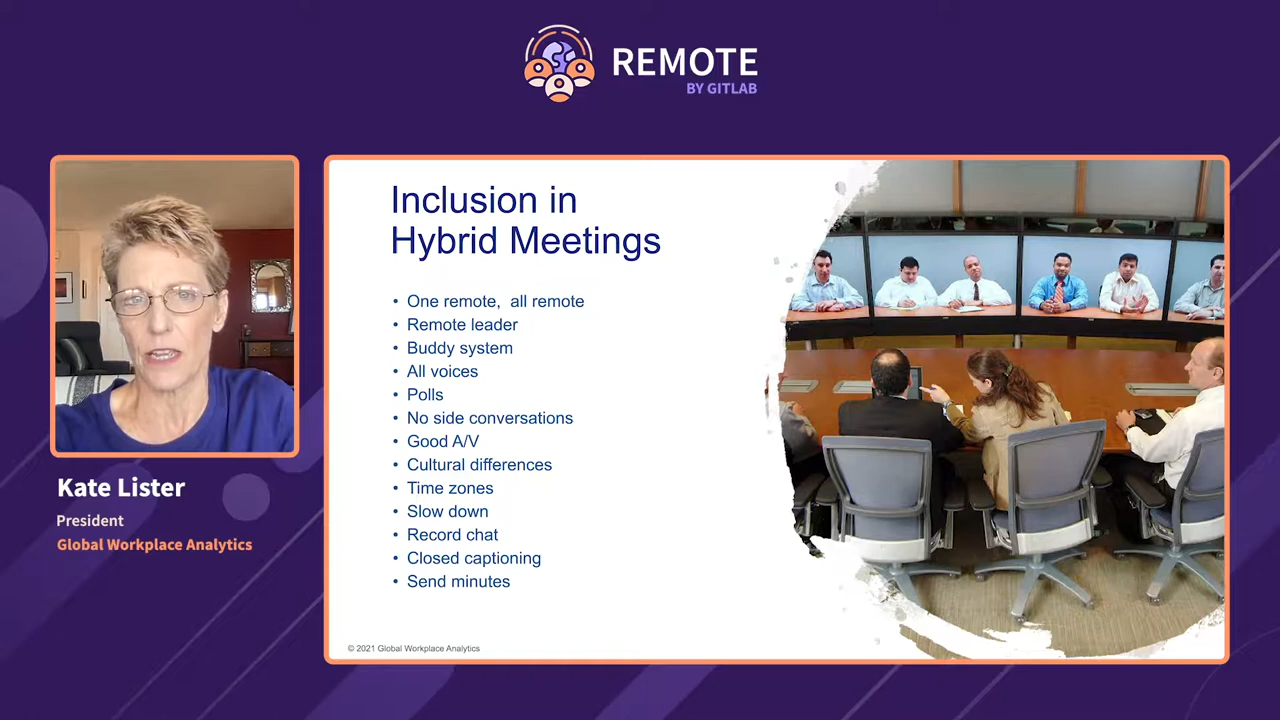 REMOTE
BY GITLAB
Kate Lister
President
Global Workplace Analytics
Inclusion in
Hybrid Meetings
• One remote, all remote
• Remote leader
• Buddy system
• All voices
• Polls
• No side conversations
• Good A/V
• Cultural differences
• Time zones
• Slow down
• Record chat
• Closed captioning
• Send minutes
© 2021 Global Workplace Analytics